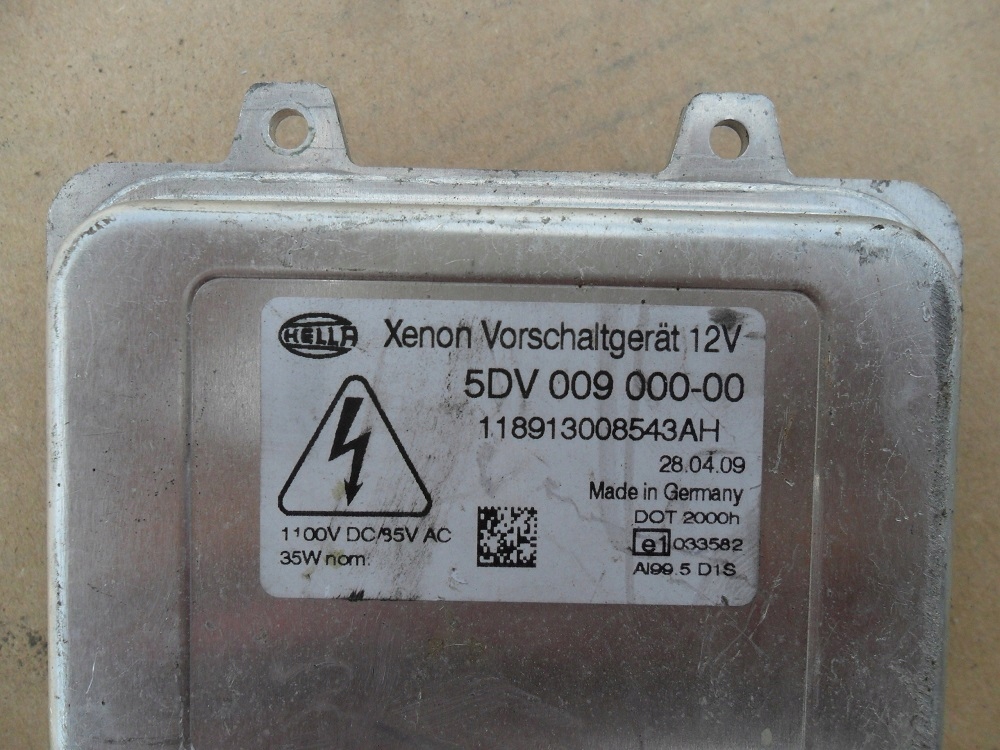 HELLA Xenon Vorschaltgerät 12V
5DV 009 000-00
118913008543AH
28.04.09
Made in Germany
DOT 2000h
1100V DC/85V AC
e1 033582
35W nom.
Al99.5 D1S